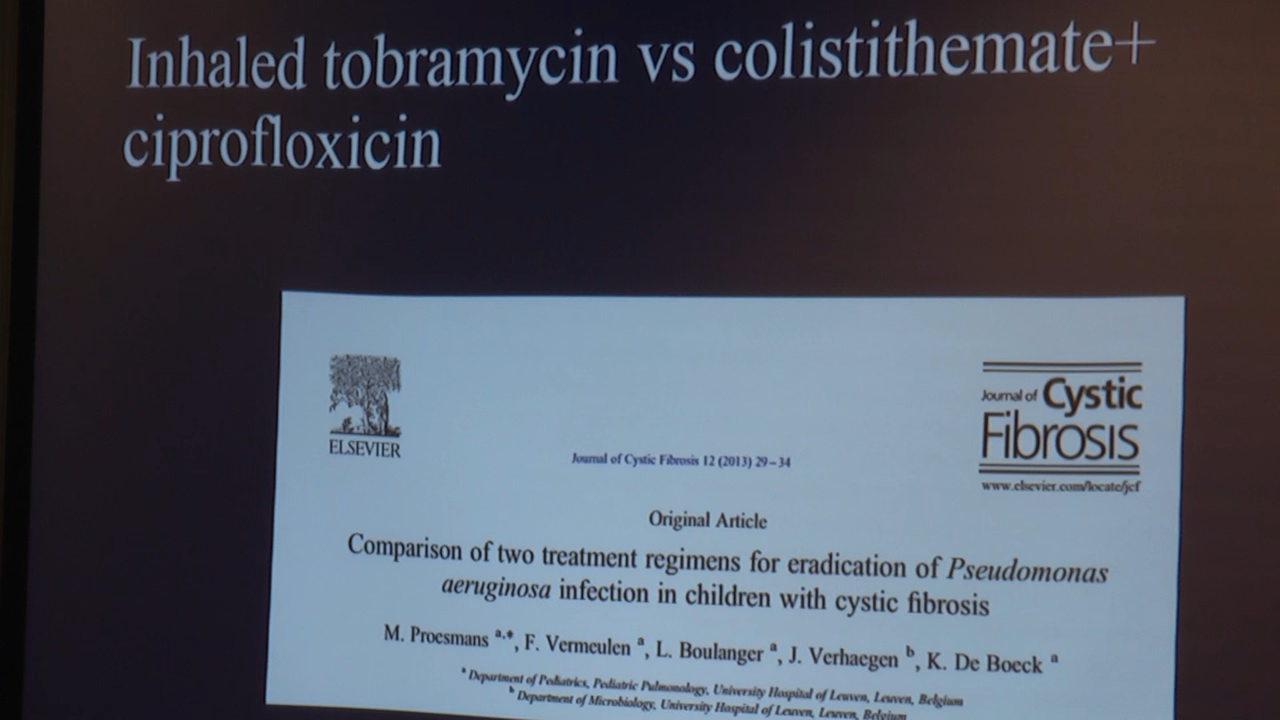 Inhaled tobramycin vs colistithemate+
ciprofloxicin
ELSEVIER
Journal of Cystic Fibrosis 12 (2013) 29–34
Journal of Cystic
Fibrosis
www.elsevier.com/locate/jcf
Original Article
Comparison of two treatment regimens for eradication of Pseudomonas
aeruginosa infection in children with cystic fibrosis
M. Proesmans a,*, F. Vermeulen a, L. Boulanger a, J. Verhaegen b, K. De Boeck a
a Department of Pediatrics, Pediatric Pulmonology, University Hospital of Leuven, Leuven, Belgium
b Department of Microbiology, University Hospital of Leuven, Leuven, Belgium